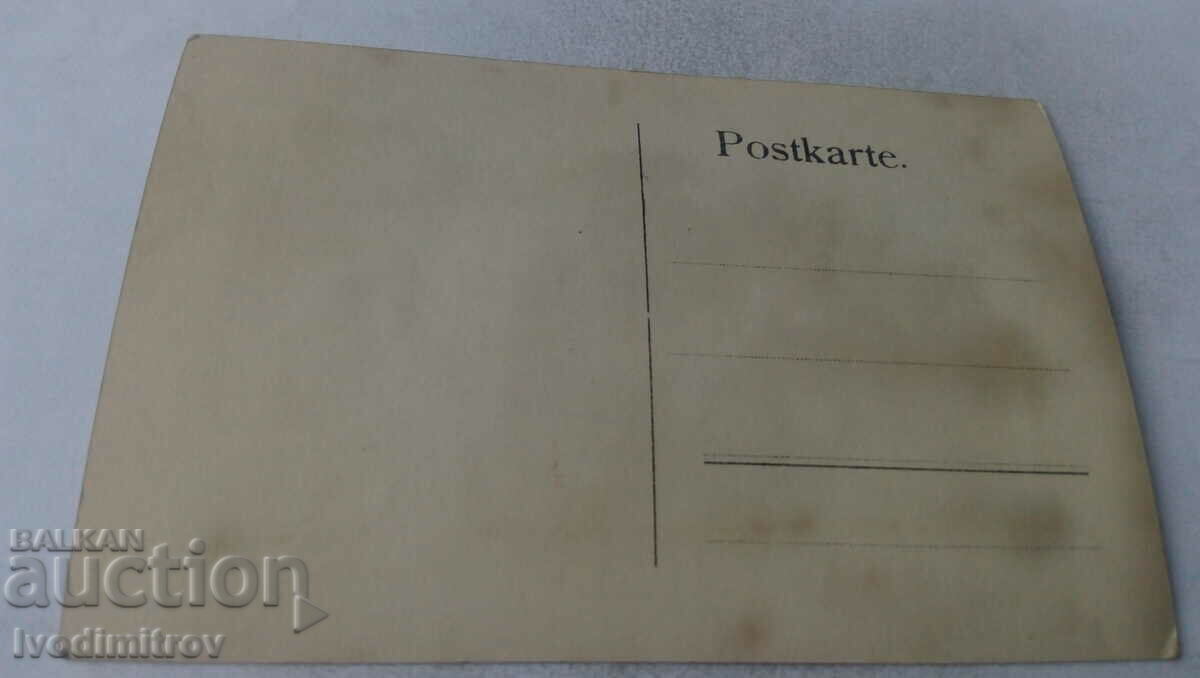 Postkarte.
BALKAN
auction
Ivodimitrov